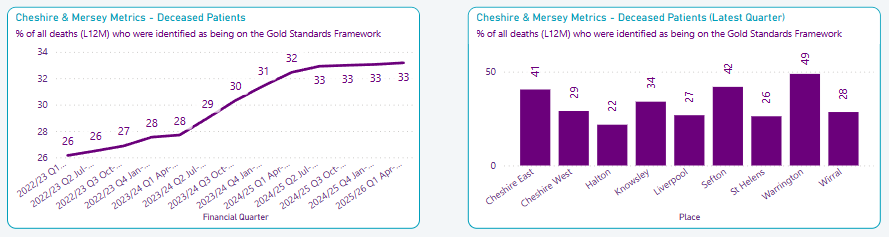 Cheshire & Mersey Metrics - Deceased Patients
% of all deaths (L12M) who were identified as being on the Gold Standards Framework
34
32
30
28
26
26
26
27
28
28
29
30
31
32
33
33
33
33
2022/23 Q1...
2022/23 Q2 Jul-...
2022/23 Q3 Oct-...
2022/23 Q4 Jan-...
2023/24 Q1 Apr-...
2023/24 Q2 Jul-...
2023/24 Q3 Oct-...
2023/24 Q4 Jan-...
2024/25 Q1 Apr-...
2024/25 Q2 Jul-...
2024/25 Q3 Oct-...
2024/25 Q4 Jan-...
2025/26 Q1 Apr-...
Financial Quarter
Cheshire & Mersey Metrics - Deceased Patients (Latest Quarter)
% of all deaths (L12M) who were identified as being on the Gold Standards Framework
50
0
41
29
22
34
27
42
26
49
28
Cheshire East
Cheshire West
Halton
Knowsley
Liverpool
Sefton
St Helens
Warrington
Wirral
Place